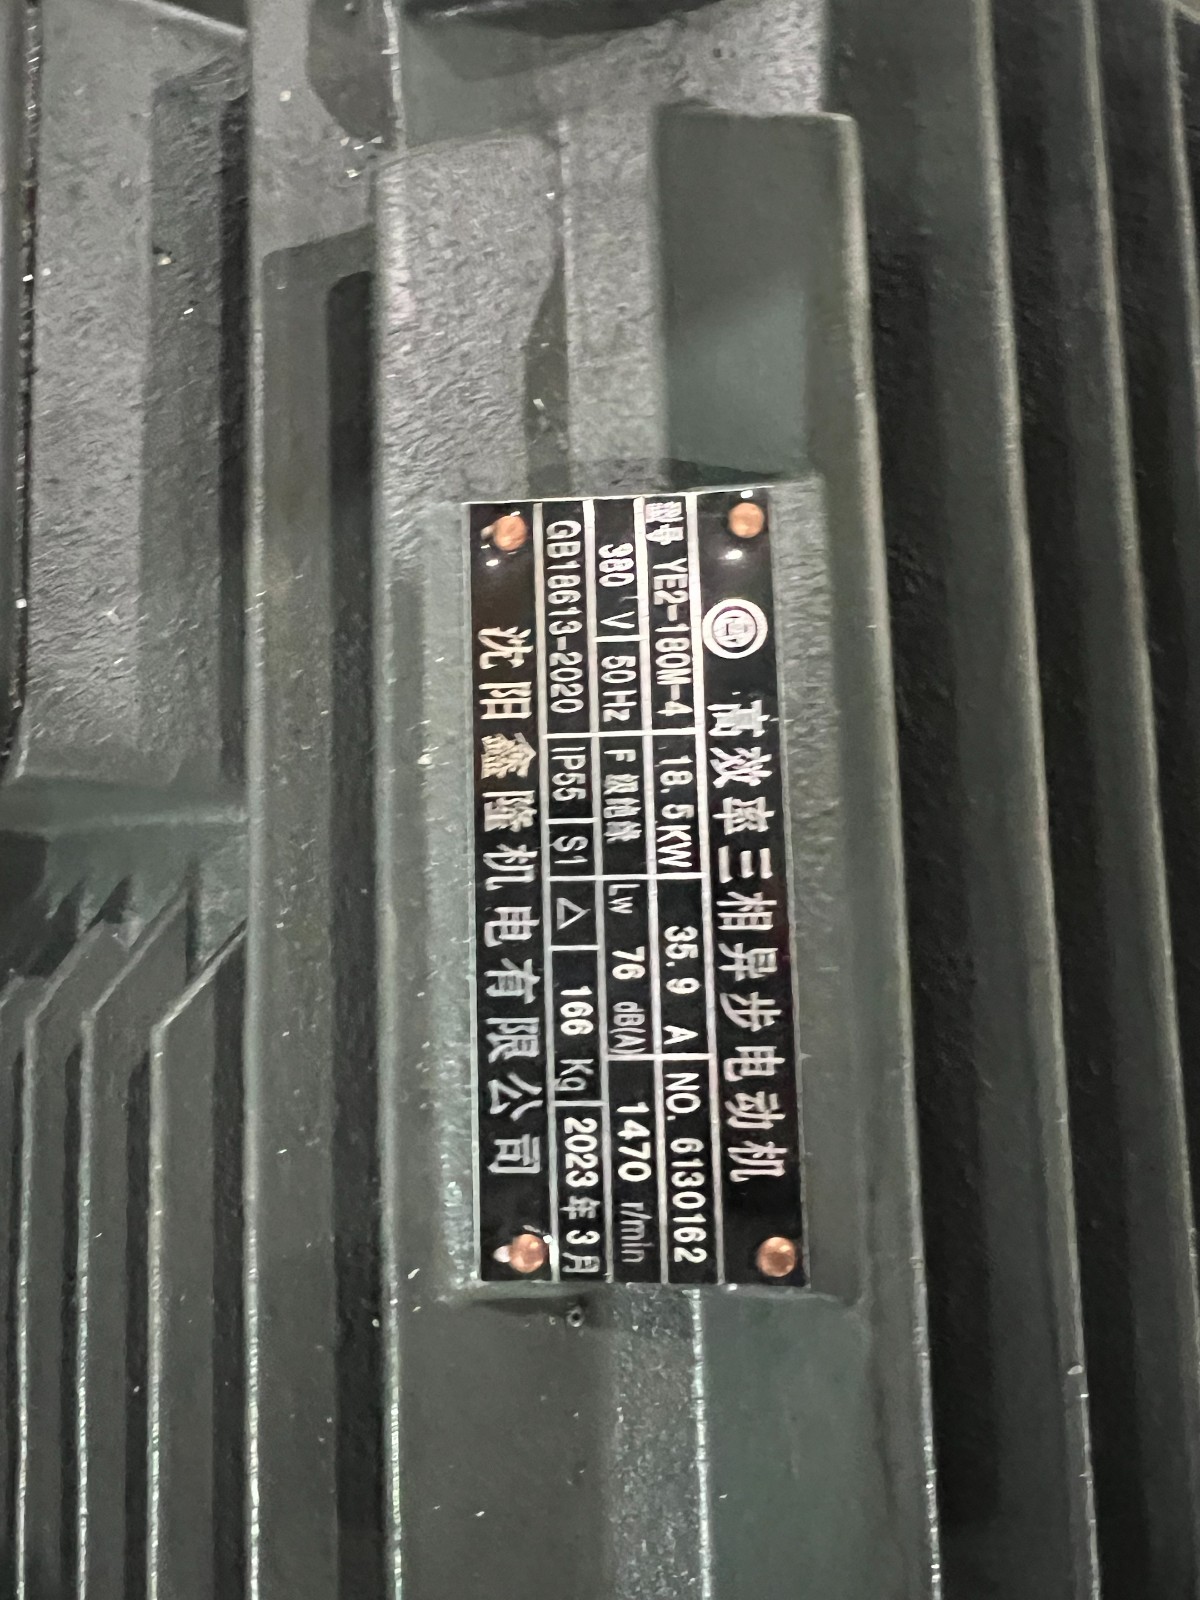 高效率三相异步电动机
型号 YE2-180M-4 18.5KW 35.9 A NO. 6130162
380 V 50Hz F 级绝缘 Lw 76 dB(A) 1470 r/min
GB18613-2020 IP55 S1 △ 166 Kg 2023年3月
沈阳鑫隆机电有限公司